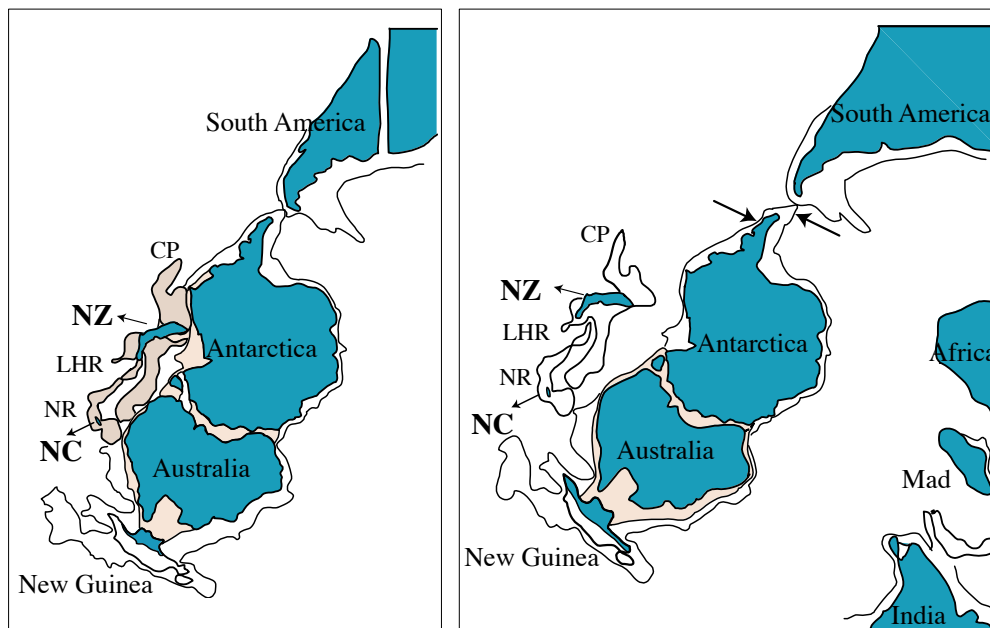 South America
CP
NZ
Antarctica
LHR
NR
NC
Australia
New Guinea
South America
CP
NZ
LHR
Antarctica
Africa
NR
NC
Australia
Mad
New Guinea
India